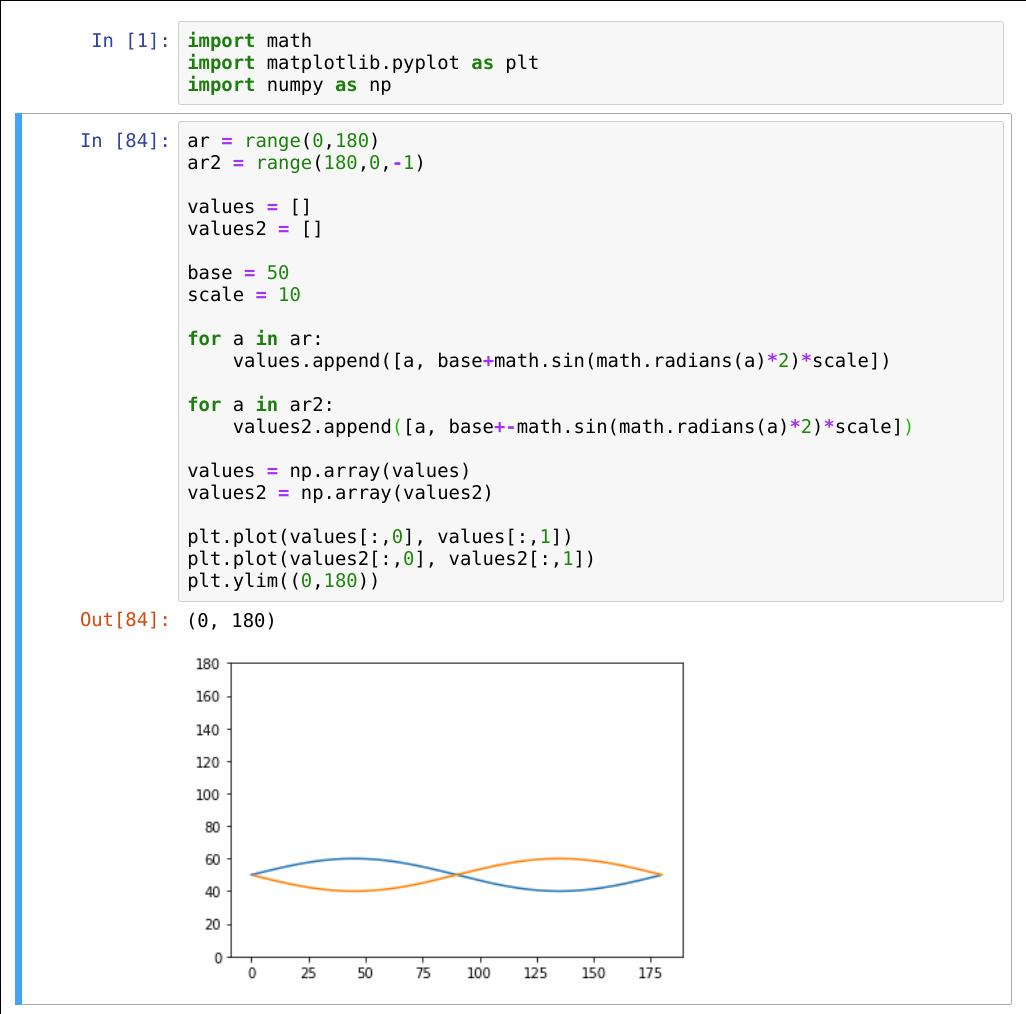 In [1]:
import math
import matplotlib.pyplot as plt
import numpy as np
In [84]:
ar = range(0,180)
ar2 = range(180,0,-1)
values = []
values2 = []
base = 50
scale = 10
for a in ar:
    values.append([a, base+math.sin(math.radians(a)*2)*scale])
for a in ar2:
    values2.append([a, base+-math.sin(math.radians(a)*2)*scale])
values = np.array(values)
values2 = np.array(values2)
plt.plot(values[:,0], values[:,1])
plt.plot(values2[:,0], values2[:,1])
plt.ylim((0,180))
Out[84]: (0, 180)
180
160
140
120
100
80
60
40
20
0
0 25 50 75 100 125 150 175